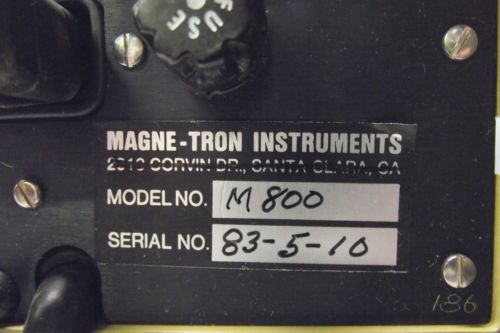 FUSE
MAGNE-TRON INSTRUMENTS
CORVIN DR., SANTA CLARA, CA
MODEL NO. M 800
SERIAL NO. 83-5-10
186